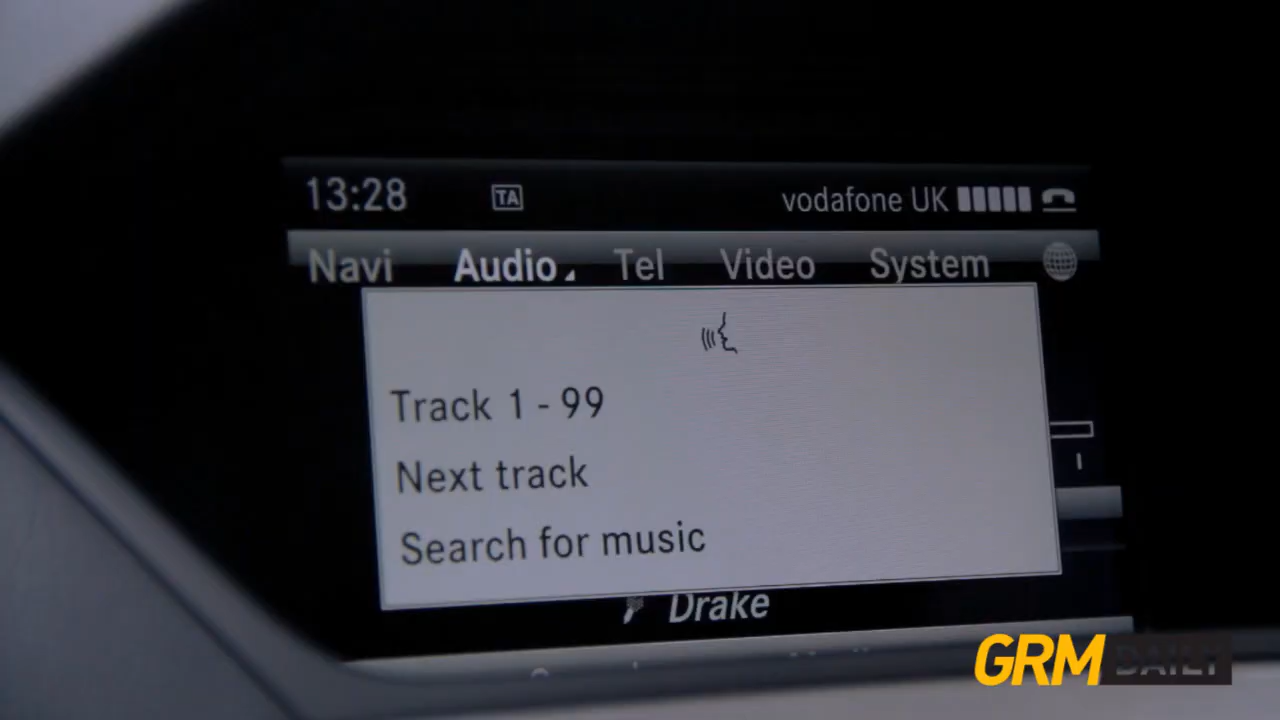 13:28 TA vodafone UK
Navi Audio Tel Video System
Track 1 - 99
Next track
Search for music
Drake
GRM DAILY